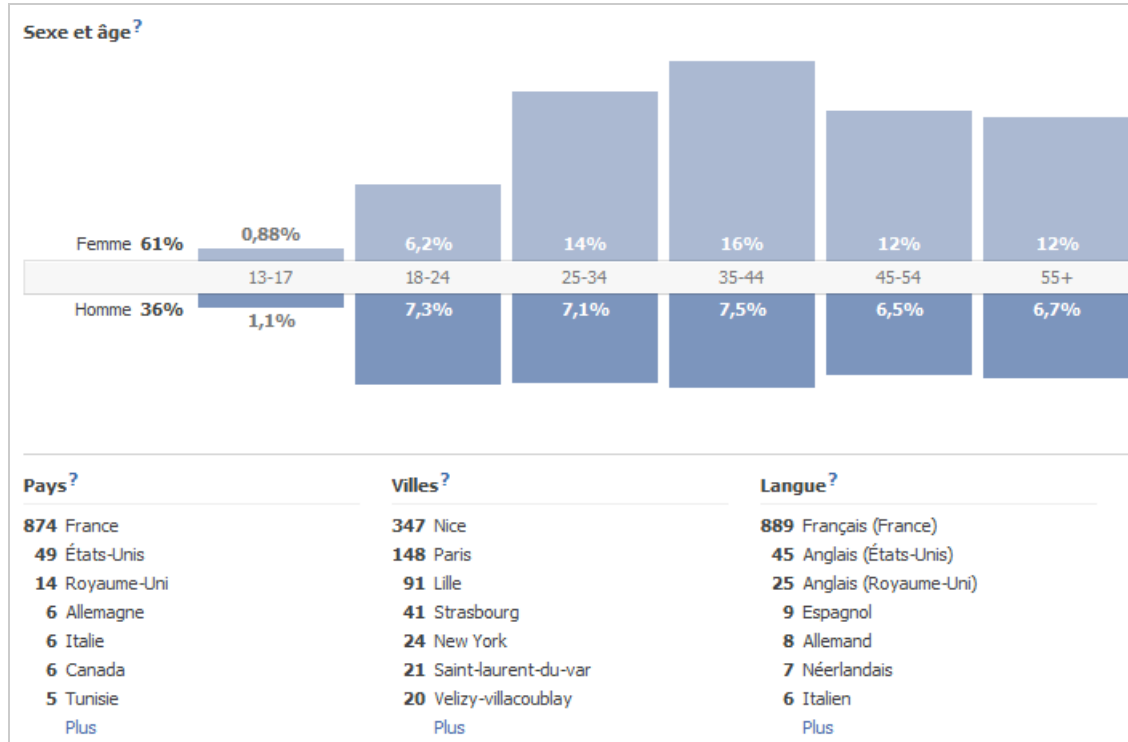 Sexe et âge?
Femme 61% 0,88% 6,2% 14% 16% 12% 12%
13-17 18-24 25-34 35-44 45-54 55+
Homme 36% 1,1% 7,3% 7,1% 7,5% 6,5% 6,7%
Pays?
874 France
49 États-Unis
14 Royaume-Uni
6 Allemagne
6 Italie
6 Canada
5 Tunisie
Plus
Villes?
347 Nice
148 Paris
91 Lille
41 Strasbourg
24 New York
21 Saint-laurent-du-var
20 Velizy-villacoublay
Plus
Langue?
889 Français (France)
45 Anglais (États-Unis)
25 Anglais (Royaume-Uni)
9 Espagnol
8 Allemand
7 Néerlandais
6 Italien
Plus